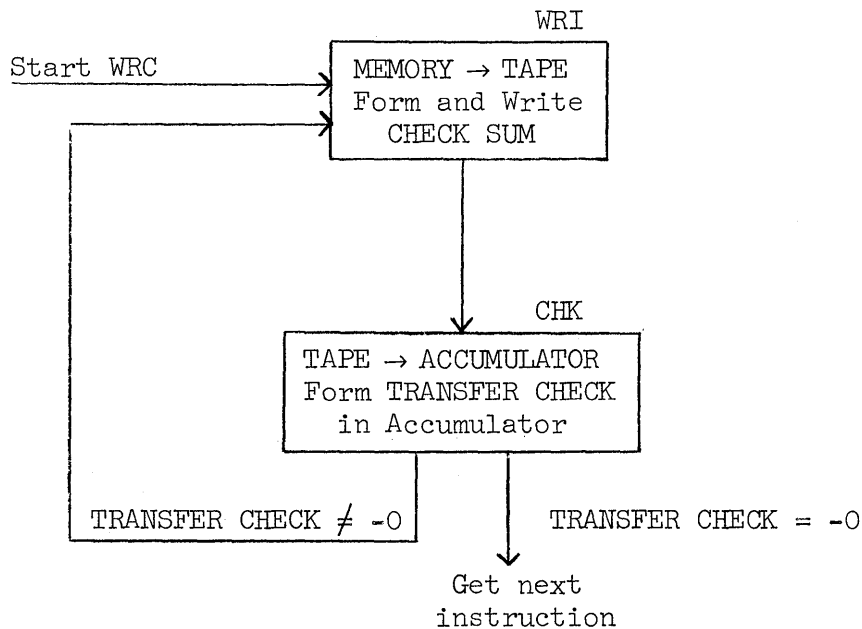 WRI
Start WRC
MEMORY → TAPE
Form and Write
CHECK SUM
CHK
TAPE → ACCUMULATOR
Form TRANSFER CHECK
in Accumulator
TRANSFER CHECK ≠ -0
TRANSFER CHECK = -0
Get next
instruction